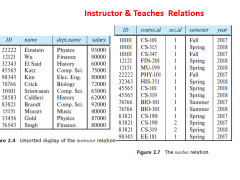 Instructor & Teaches Relations
ID name dept_name salary
22222 Einstein Physics 95000
12121 Wu Finance 90000
32343 El Said History 60000
45565 Katz Comp. Sci. 75000
98345 Kim Elec. Eng. 80000
76766 Crick Biology 72000
10101 Srinivasan Comp. Sci. 65000
58583 Califieri History 62000
83821 Brandt Comp. Sci. 92000
15151 Mozart Music 40000
33456 Gold Physics 87000
76543 Singh Finance
2.4 Unsorted display of the instructor relation.
ID course_id sec_id semester year
10101 CS-101 1 Fall 2017
10101 CS-315 1 Spring 2018
10101 CS-347 1 Fall 2017
12121 FIN-201 1 Spring 2018
15151 MU-199 1 Spring 2018
22222 PHY-101 1 Fall 2017
32343 HIS-351 1 Spring 2018
45565 CS-101 1 Spring 2018
45565 CS-319 1 Spring 2018
76766 BIO-101 1 Summer 2017
76766 BIO-301 1 Summer 2018
83821 CS-190 1 Spring 2017
83821 CS-190 2 Spring 2017
83821 CS-319 2 Spring 2018
98345 EE-181 1 Spring 2017
Figure 2.7 The teaches relation.